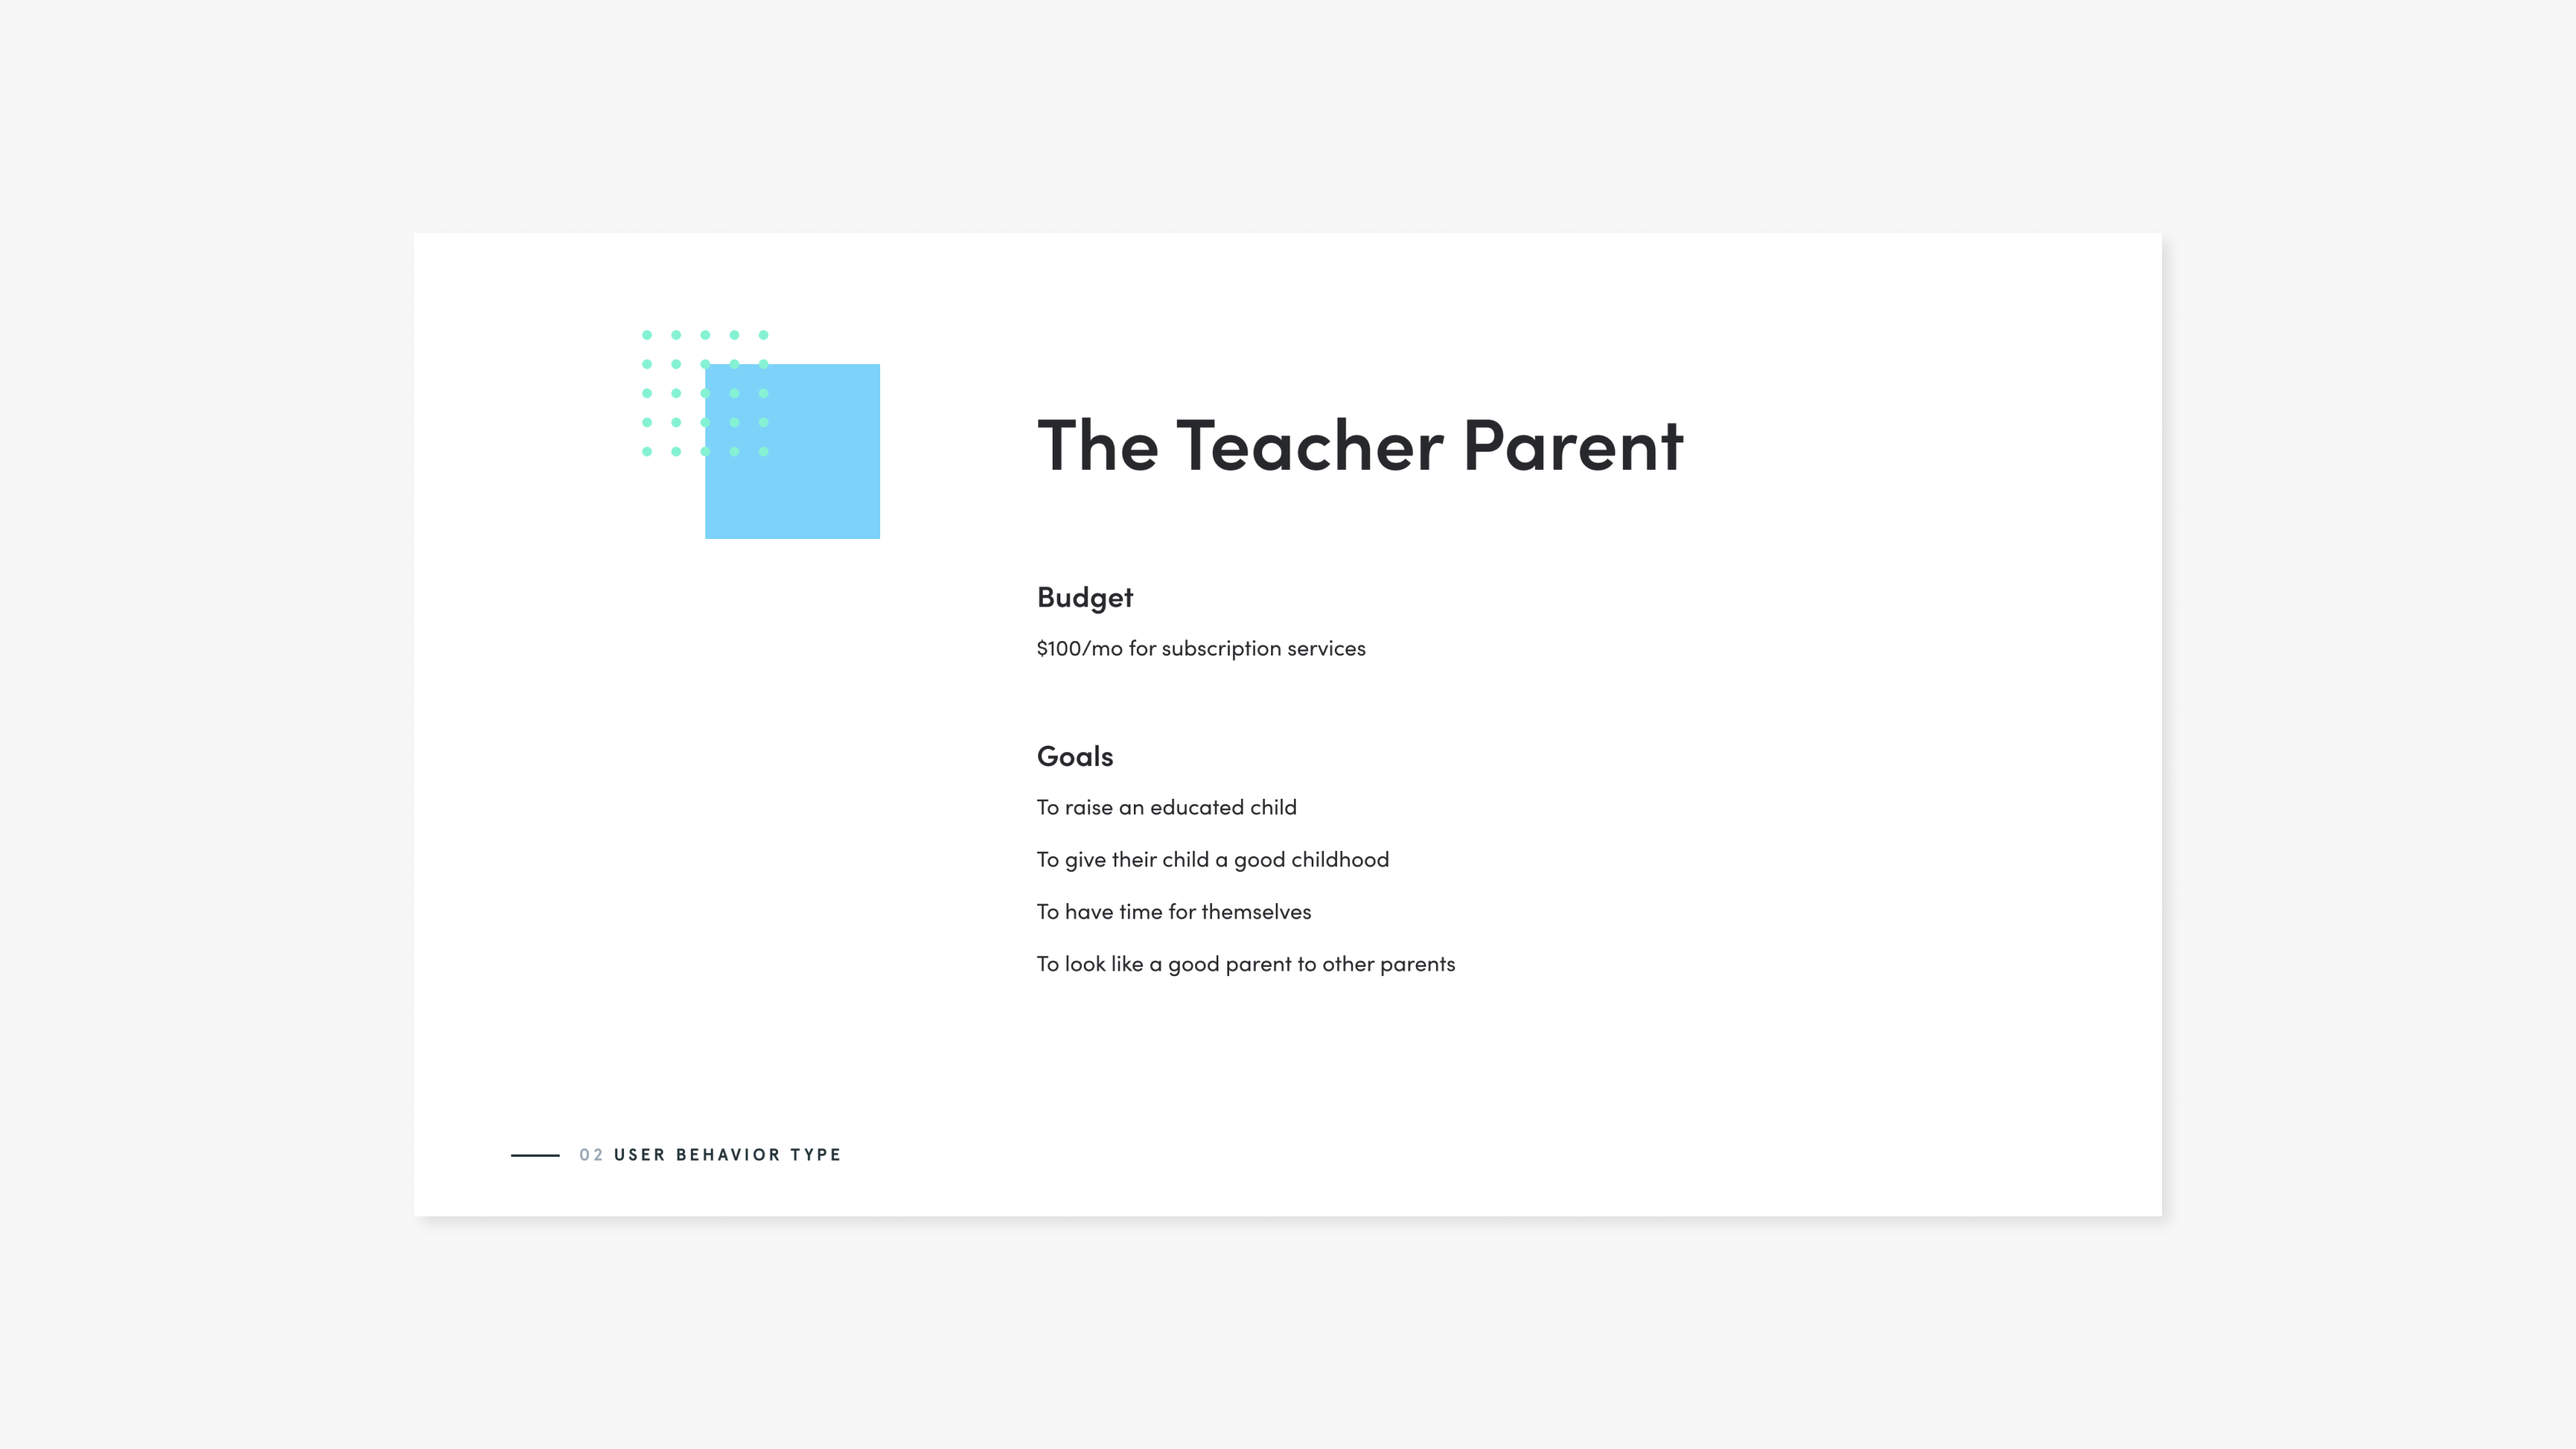 The Teacher Parent
Budget
$100/mo for subscription services
Goals
To raise an educated child
To give their child a good childhood
To have time for themselves
To look like a good parent to other parents
02 USER BEHAVIOR TYPE